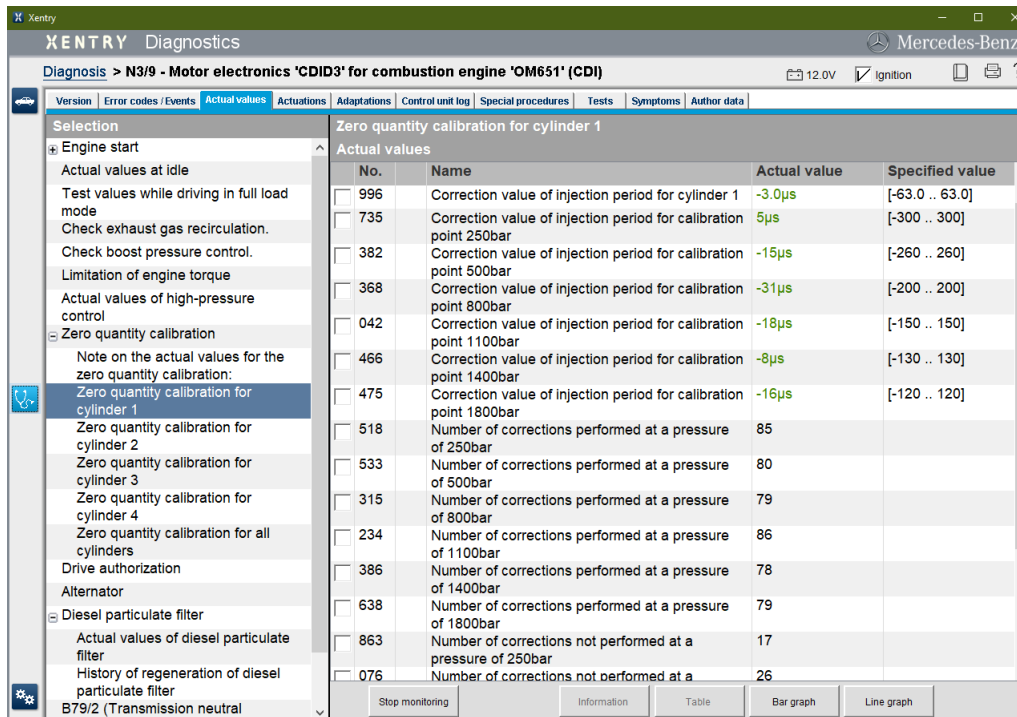 Xentry
XENTRY Diagnostics
Mercedes-Benz
Diagnosis > N3/9 - Motor electronics 'CDID3' for combustion engine 'OM651' (CDI)
12.0V
Ignition
Version
Error codes / Events
Actual values
Actuations
Adaptations
Control unit log
Special procedures
Tests
Symptoms
Author data
Selection
Engine start
Actual values at idle
Test values while driving in full load
mode
Check exhaust gas recirculation.
Check boost pressure control.
Limitation of engine torque
Actual values of high-pressure
control
Zero quantity calibration
Note on the actual values for the
zero quantity calibration:
Zero quantity calibration for
cylinder 1
Zero quantity calibration for
cylinder 2
Zero quantity calibration for
cylinder 3
Zero quantity calibration for
cylinder 4
Zero quantity calibration for all
cylinders
Drive authorization
Alternator
Diesel particulate filter
Actual values of diesel particulate
filter
History of regeneration of diesel
particulate filter
B79/2 (Transmission neutral
Zero quantity calibration for cylinder 1
Actual values
No. Name Actual value Specified value
996 Correction value of injection period for cylinder 1 -3.0µs [-63.0 .. 63.0]
735 Correction value of injection period for calibration 5µs [-300 .. 300]
point 250bar
382 Correction value of injection period for calibration -15µs [-260 .. 260]
point 500bar
368 Correction value of injection period for calibration -31µs [-200 .. 200]
point 800bar
042 Correction value of injection period for calibration -18µs [-150 .. 150]
point 1100bar
466 Correction value of injection period for calibration -8µs [-130 .. 130]
point 1400bar
475 Correction value of injection period for calibration -16µs [-120 .. 120]
point 1800bar
518 Number of corrections performed at a pressure 85
of 250bar
533 Number of corrections performed at a pressure 80
of 500bar
315 Number of corrections performed at a pressure 79
of 800bar
234 Number of corrections performed at a pressure 86
of 1100bar
386 Number of corrections performed at a pressure 78
of 1400bar
638 Number of corrections performed at a pressure 79
of 1800bar
863 Number of corrections not performed at a 17
pressure of 250bar
076 Number of corrections not performed at a 26
Stop monitoring
Information
Table
Bar graph
Line graph